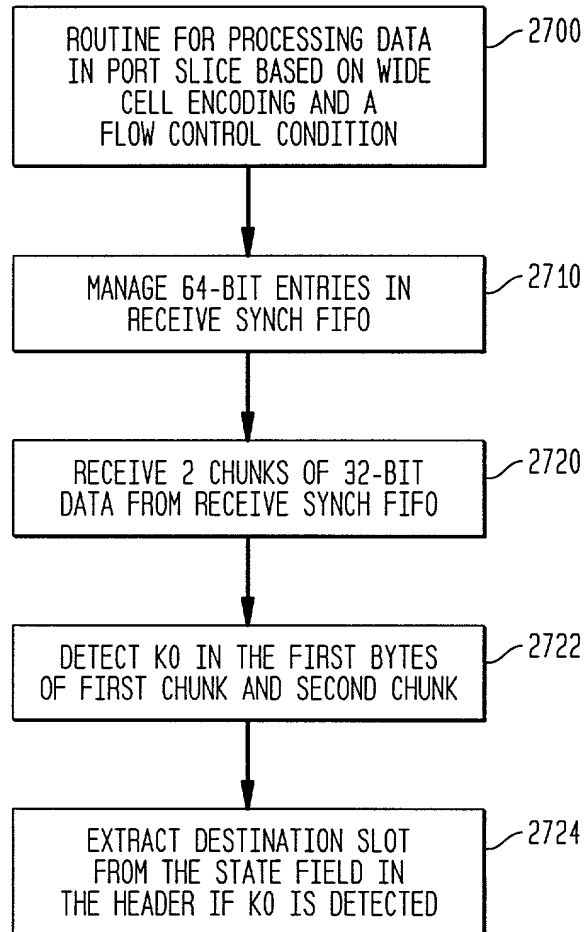 ROUTINE FOR PROCESSING DATA
IN PORT SLICE BASED ON WIDE
CELL ENCODING AND A
FLOW CONTROL CONDITION
2700
MANAGE 64-BIT ENTRIES IN
RECEIVE SYNCH FIFO
2710
RECEIVE 2 CHUNKS OF 32-BIT
DATA FROM RECEIVE SYNCH FIFO
2720
DETECT K0 IN THE FIRST BYTES
OF FIRST CHUNK AND SECOND CHUNK
2722
EXTRACT DESTINATION SLOT
FROM THE STATE FIELD IN
THE HEADER IF K0 IS DETECTED
2724